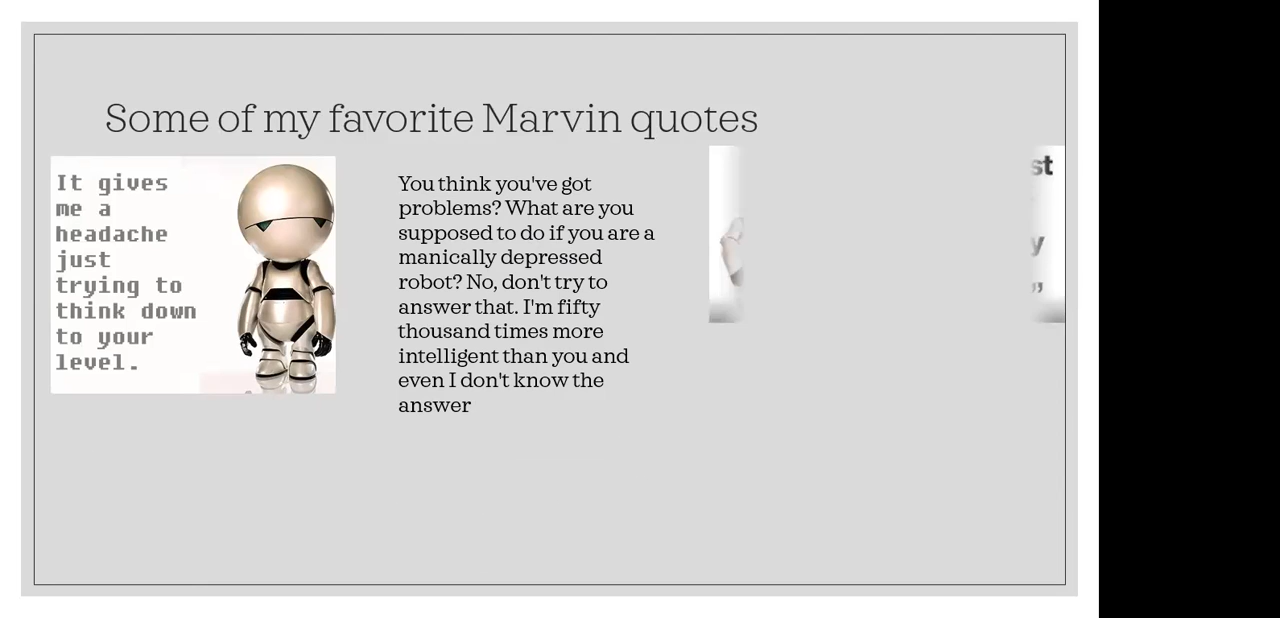 Some of my favorite Marvin quotes
It gives
me a
headache
just
trying to
think down
to your
level.
You think you've got
problems? What are you
supposed to do if you are a
manically depressed
robot? No, don't try to
answer that. I'm fifty
thousand times more
intelligent than you and
even I don't know the
answer
st
y
”